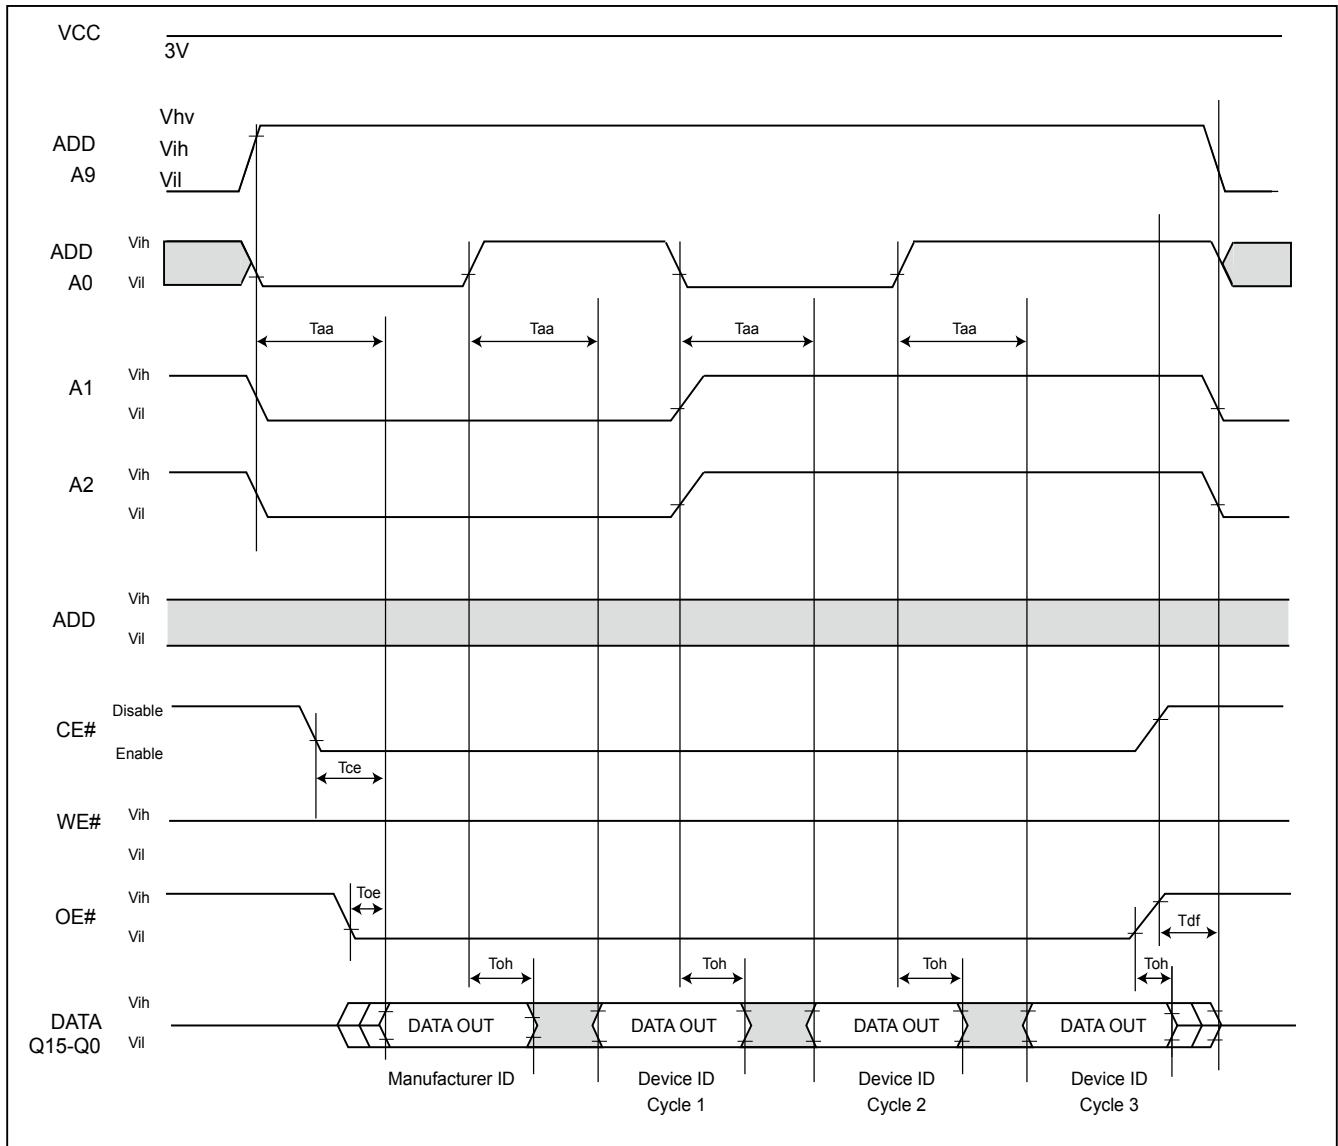 VCC
3V
Vhv
ADD
Vih
A9
Vil
ADD
Vih
A0
Vil
Taa
Taa
Taa
Taa
A1
Vih
Vil
A2
Vih
Vil
ADD
Vih
Vil
CE#
Disable
Enable
Tce
WE#
Vih
Vil
OE#
Vih
Vil
Toe
Tdf
Toh
Toh
Toh
Toh
DATA
Q15-Q0
Vih
Vil
DATA OUT
DATA OUT
DATA OUT
DATA OUT
Manufacturer ID
Device ID
Cycle 1
Device ID
Cycle 2
Device ID
Cycle 3